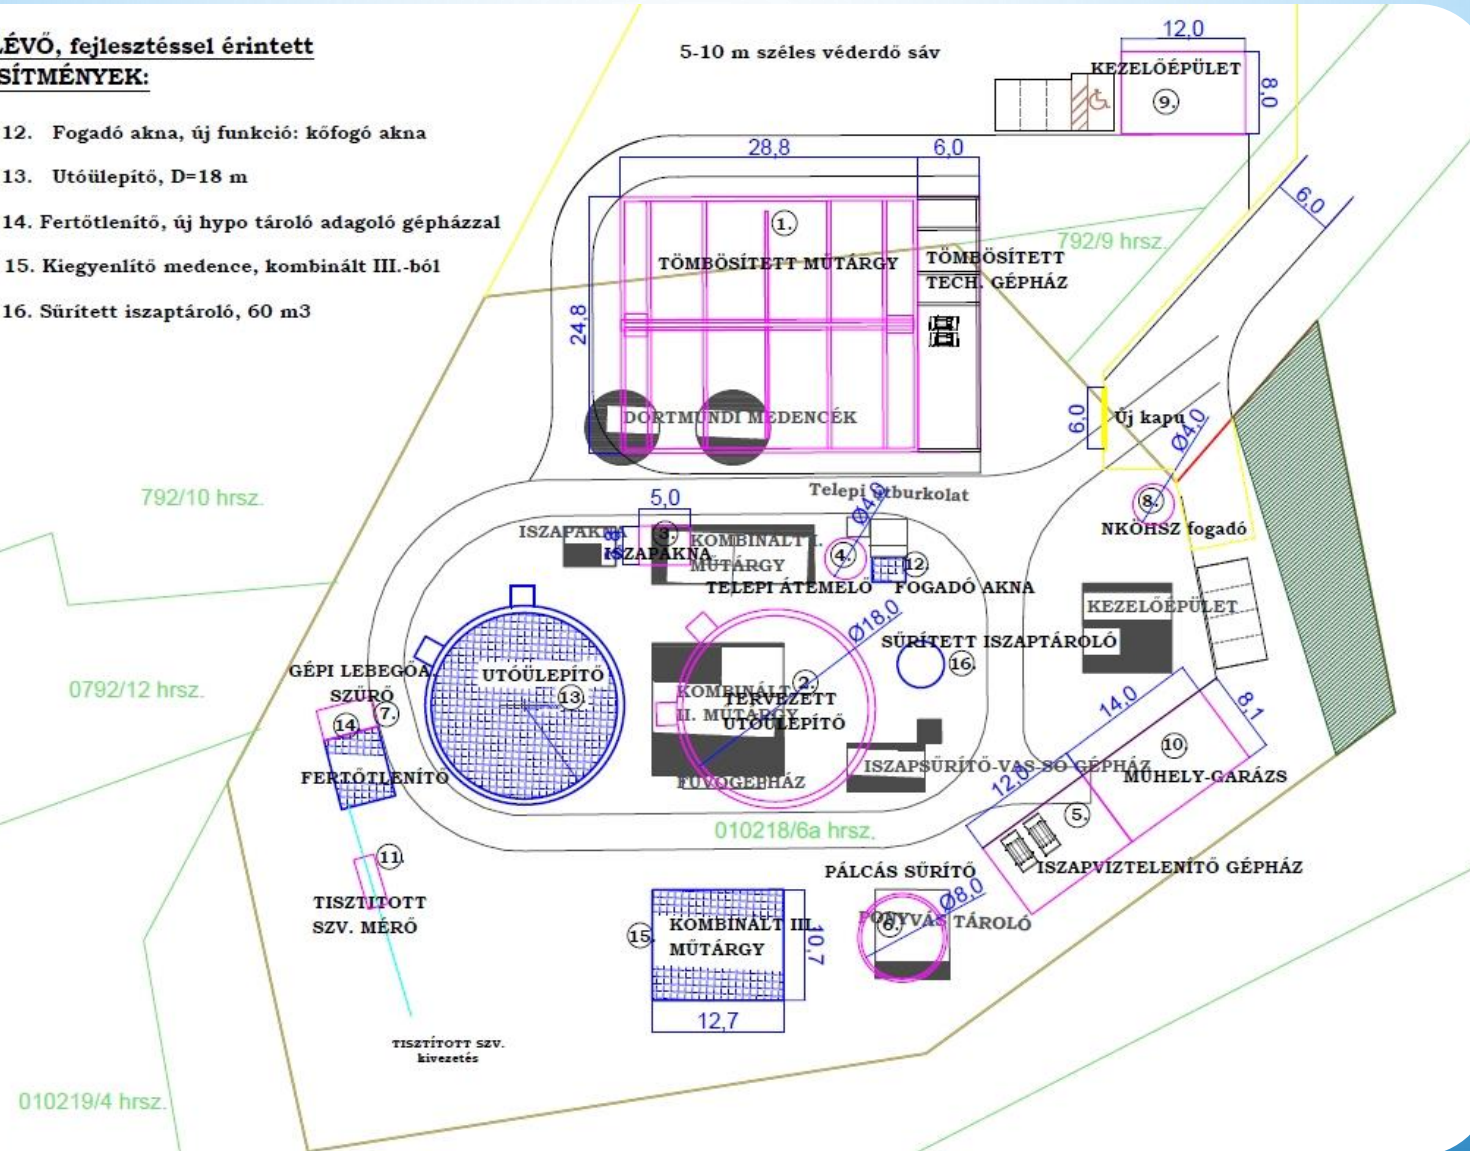 LÉVŐ, fejlesztéssel érintett
SÍTMÉNYEK:
12. Fogadó akna, új funkció: kőfogó akna
13. Utóülepítő, D=18 m
14. Fertőtlenítő, új hypo tároló adagoló gépházzal
15. Kiegyenlítő medence, kombinált III.-ból
16. Sűrített iszaptároló, 60 m3
5-10 m széles véderdő sáv
12,0
KEZELŐÉPÜLET
9.
8,0
28,8
6,0
6,0
1.
792/9 hrsz.
TÖMBÖSÍTETT MŰTÁRGY
TÖMBÖSÍTETT
TECH. GÉPHÁZ
24,8
DORTMUNDI MEDENCÉK
6,0
Új kapu
Ø4,0
792/10 hrsz.
5,0
Telepi útburkolat
Ø4,0
8.
NKÖHSZ fogadó
ISZAPAKNA
3.
ISZAPAKNA
KOMBINÁLT I.
MŰTÁRGY
4.
12.
TELEPI ÁTEMELŐ
FOGADÓ AKNA
KEZELŐÉPÜLET
Ø18,0
SŰRÍTETT ISZAPTÁROLÓ
16.
GÉPI LEBEGŐA.
SZŰRŐ
7.
14.
UTÓÜLEPÍTŐ
13.
0792/12 hrsz.
KOMBINÁLT
II. MŰTÁRGY
2.
TERVEZETT
UTÓÜLEPÍTŐ
14,0
8,1
10.
MŰHELY-GARÁZS
FERTŐTLENÍTŐ
FÚVÓGÉPHÁZ
ISZAPSŰRÍTŐ-VAS-SÓ GÉPHÁZ
12,0
5.
010218/6a hrsz.
11.
PÁLCÁS SŰRÍTŐ
ISZAPVÍZTELENÍTŐ GÉPHÁZ
TISZTÍTOTT
SZV. MÉRŐ
Ø8,0
PONYVÁS TÁROLÓ
6.
15.
KOMBINÁLT III.
MŰTÁRGY
10,7
12,7
TISZTÍTOTT SZV.
kivezetés
010219/4 hrsz.